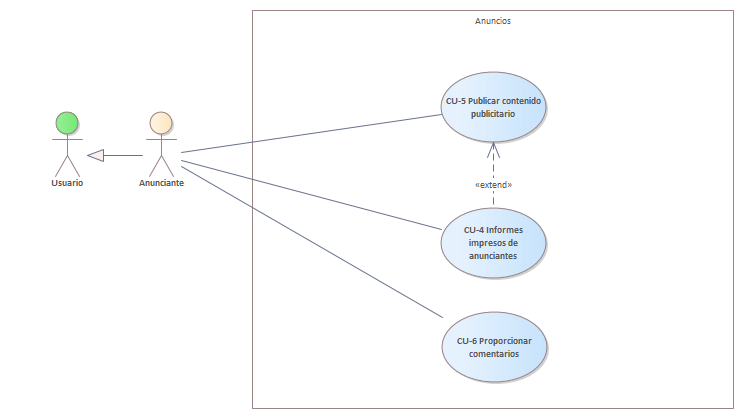 Anuncios
CU-5 Publicar contenido
publicitario
Usuario
Anunciante
«extend»
CU-4 Informes
impresos de
anunciantes
CU-6 Proporcionar
comentarios